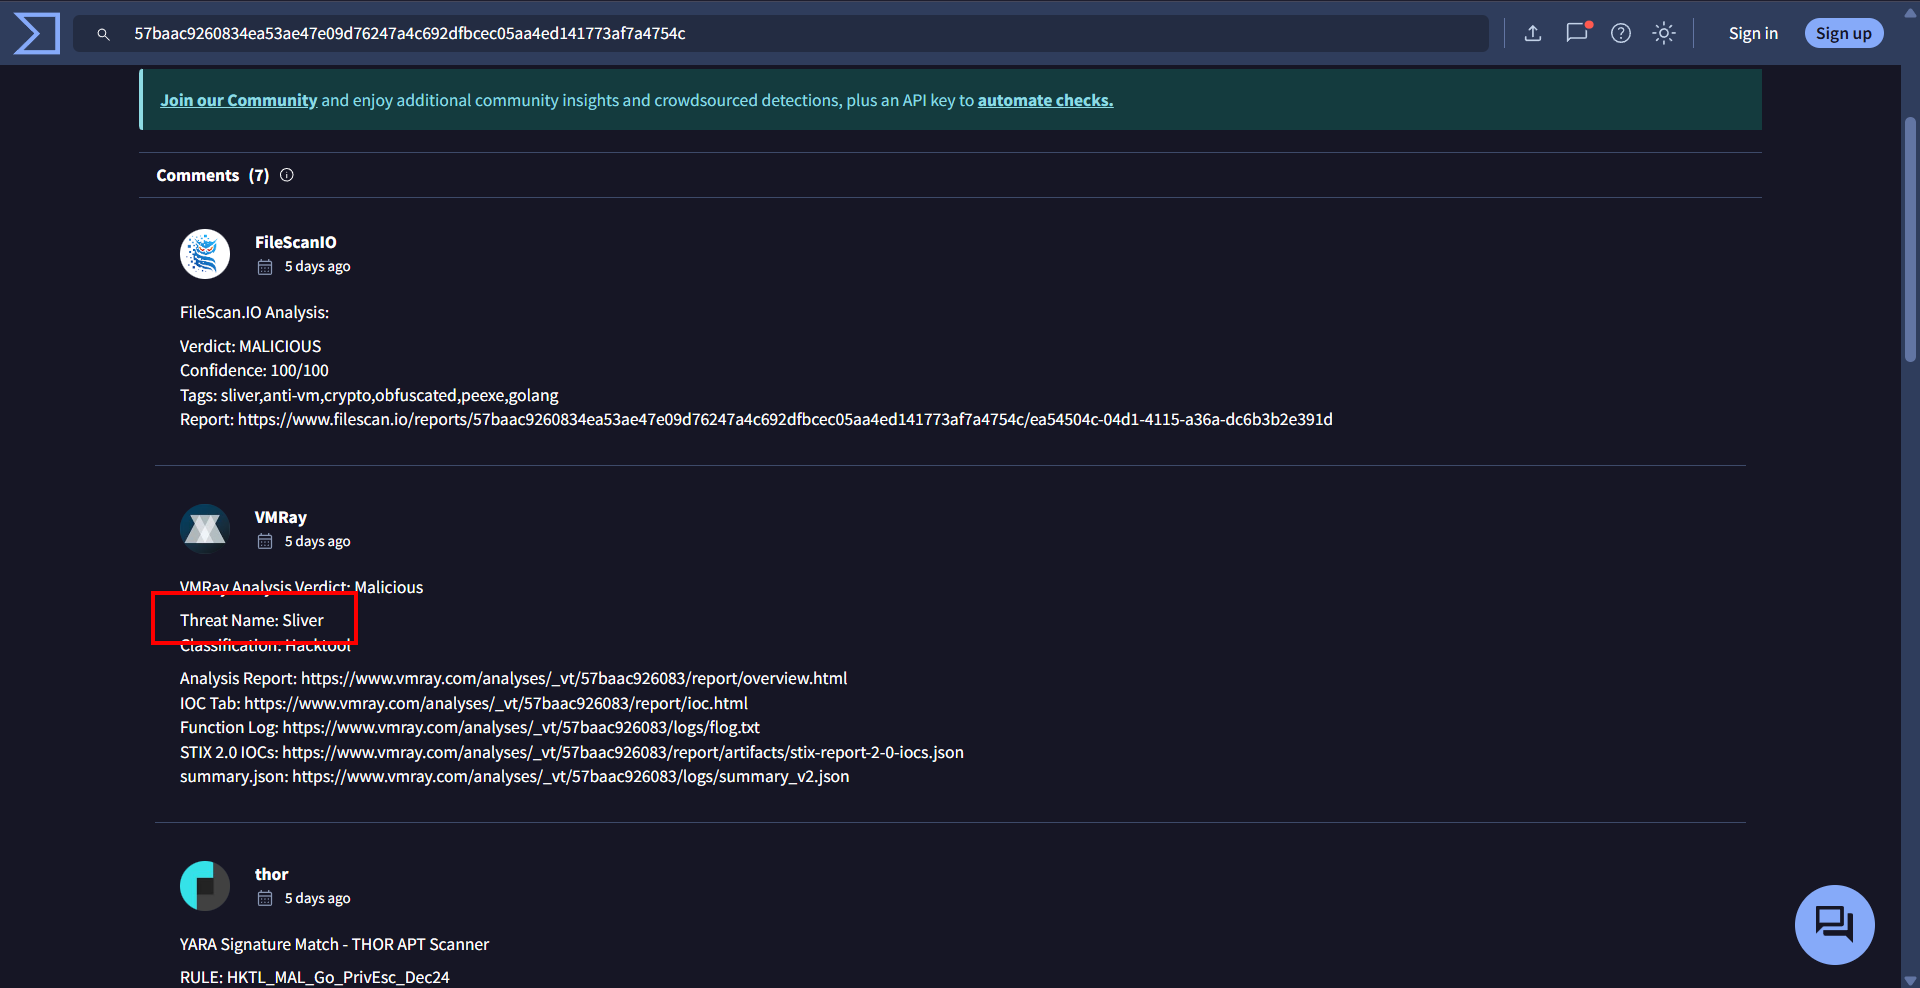 57baac9260834ea53ae47e09d76247a4c692dfbcec05aa4ed141773af7a4754c
Sign in
Sign up
Join our Community and enjoy additional community insights and crowdsourced detections, plus an API key to automate checks.
Comments (7)
FileScanIO
5 days ago
FileScan.IO Analysis:
Verdict: MALICIOUS
Confidence: 100/100
Tags: sliver,anti-vm,crypto,obfuscated,peexe,golang
Report: https://www.filescan.io/reports/57baac9260834ea53ae47e09d76247a4c692dfbcec05aa4ed141773af7a4754c/ea54504c-04d1-4115-a36a-dc6b3b2e391d
VMRay
5 days ago
VMRay Analysis Verdict: Malicious
Threat Name: Sliver
Classification: Hacktool
Analysis Report: https://www.vmray.com/analyses/_vt/57baac926083/report/overview.html
IOC Tab: https://www.vmray.com/analyses/_vt/57baac926083/report/ioc.html
Function Log: https://www.vmray.com/analyses/_vt/57baac926083/logs/flog.txt
STIX 2.0 IOCs: https://www.vmray.com/analyses/_vt/57baac926083/report/artifacts/stix-report-2-0-iocs.json
summary.json: https://www.vmray.com/analyses/_vt/57baac926083/logs/summary_v2.json
thor
5 days ago
YARA Signature Match - THOR APT Scanner
RULE: HKTL_MAL_Go_PrivEsc_Dec24